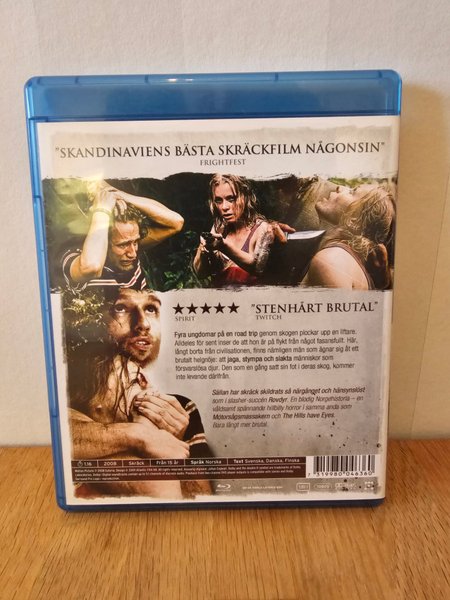 "SKANDINAVIENS BÄSTA SKRÄCKFILM NÅGONSIN"
FRIGHTFEST
★★★★★
SPIRIT
"STENHÅRT BRUTAL"
TWITCH
Fyra ungdomar på en road trip genom skogen plockar upp en liftare.
Alldeles för sent inser de att hon är på flykt från något fasansfullt. Här,
långt borta från civilisationen, finns nämligen män som ägnar sig åt ett
brutalt helgnöje: att jaga, stympa och slakta människor som
försvarslösa djur. Den som en gång satt sin fot i deras skog, kommer
inte levande därifrån.
Sällan har skräck skildrats så närgånget och hänsynslöst
som i slasher-succén Rovdyr. En blodig Norgehistoria – en
våldsamt spännande hillbilly horror i samma anda som
Motorsågsmassakern och The Hills have Eyes.
Bara långt mer brutal.
1.16 2008 Skräck Från 15 år Språk Norska Text Svenska, Danska, Finska
7 319980 046360